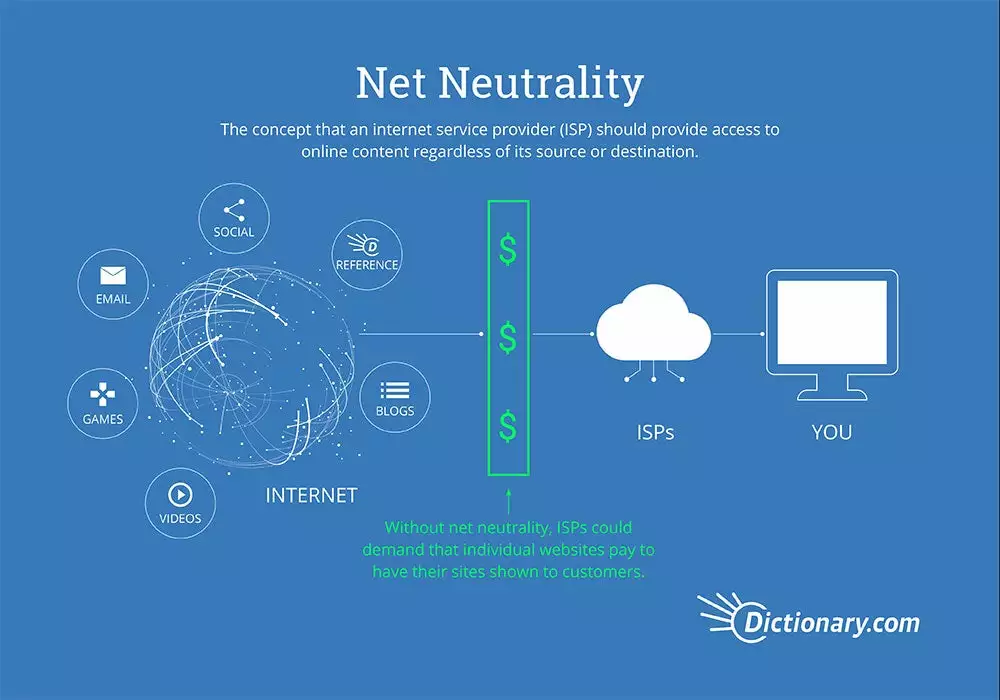 Net Neutrality
The concept that an internet service provider (ISP) should provide access to
online content regardless of its source or destination.
SOCIAL
REFERENCE
EMAIL
GAMES
BLOGS
VIDEOS
INTERNET
$
$
$
ISPs
YOU
Without net neutrality, ISPs could
demand that individual websites pay to
have their sites shown to customers.
Dictionary.com